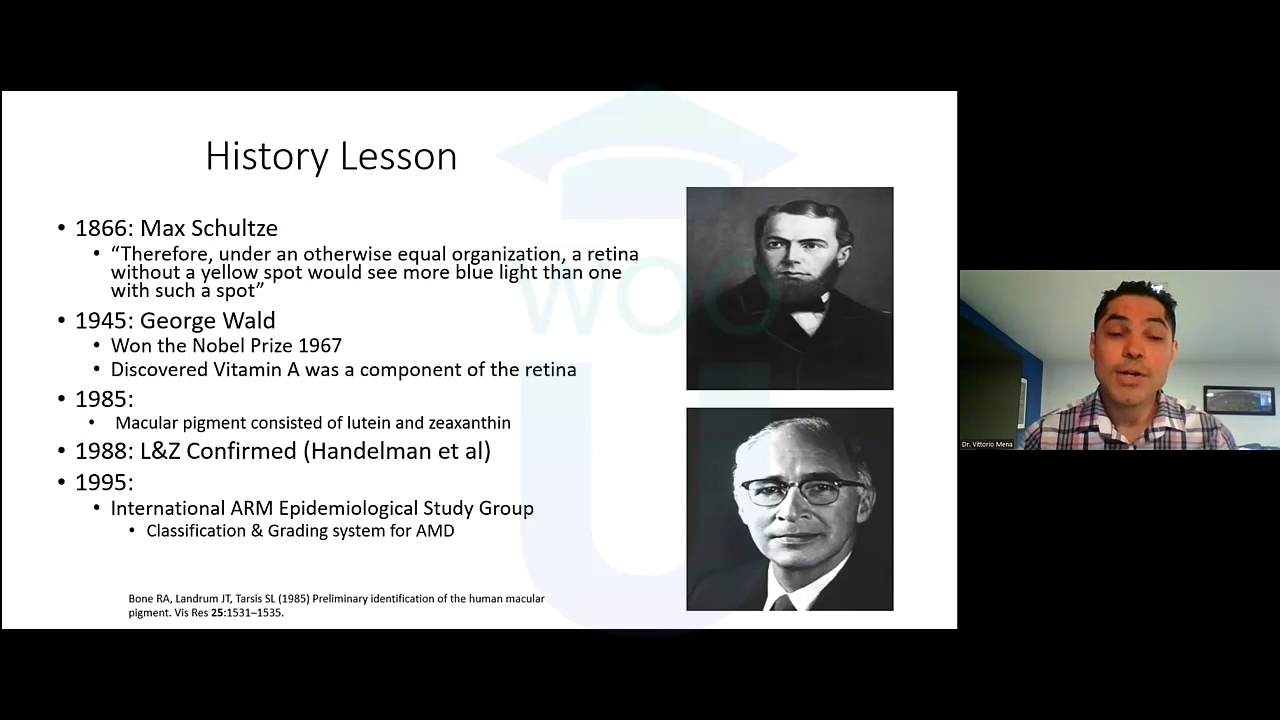 History Lesson
• 1866: Max Schultze
• “Therefore, under an otherwise equal organization, a retina
without a yellow spot would see more blue light than one
with such a spot”
• 1945: George Wald
• Won the Nobel Prize 1967
• Discovered Vitamin A was a component of the retina
• 1985:
• Macular pigment consisted of lutein and zeaxanthin
• 1988: L&Z Confirmed (Handelman et al)
• 1995:
• International ARM Epidemiological Study Group
• Classification & Grading system for AMD
Bone RA, Landrum JT, Tarsis SL (1985) Preliminary identification of the human macular
pigment. Vis Res 25:1531–1535.
WOO
U
Dr. Vittorio Mena